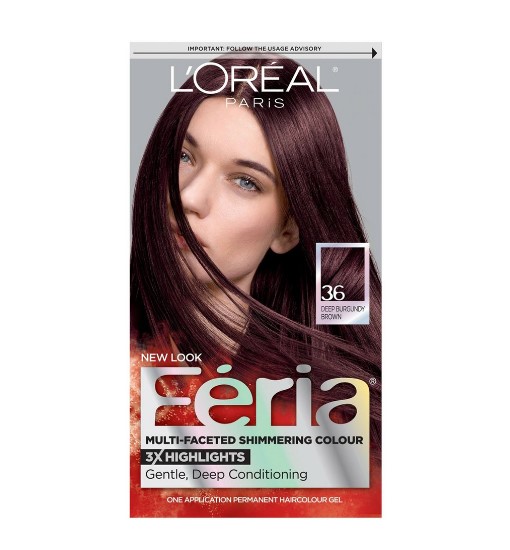 IMPORTANT: FOLLOW THE USAGE ADVISORY
L'ORÉAL®
PARiS
36
DEEP BURGUNDY
BROWN
NEW LOOK
Féria®
MULTI-FACETED SHIMMERING COLOUR
3X HIGHLIGHTS
Gentle, Deep Conditioning
ONE APPLICATION PERMANENT HAIRCOLOUR GEL